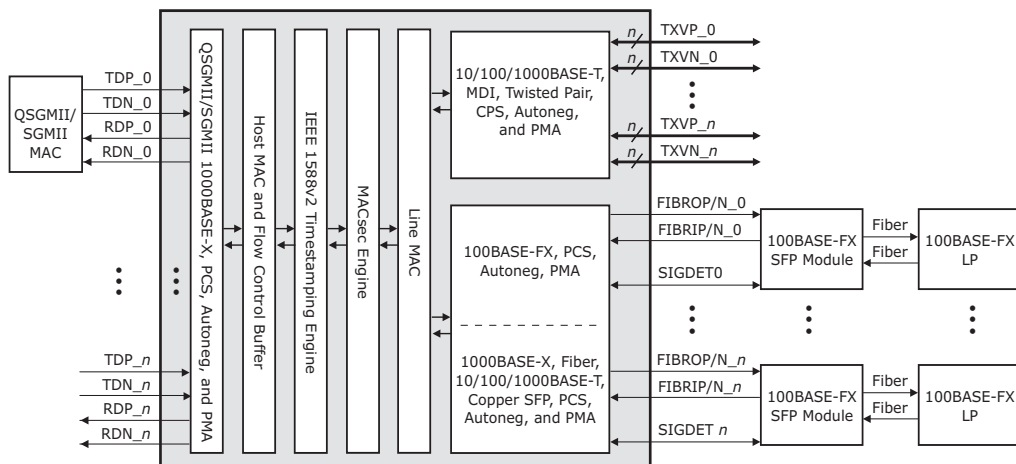 QSGMII/
SGMII
MAC
TDP_0
TDN_0
RDP_0
RDN_0
TDP_n
TDN_n
RDP_n
RDN_n
QSGMII/SGMII 1000BASE-X, PCS, Autoneg, and PMA
Host MAC and Flow Control Buffer
IEEE 1588v2 Timestamping Engine
MACsec Engine
Line MAC
10/100/1000BASE-T,
MDI, Twisted Pair,
CPS, Autoneg,
and PMA
n
TXVP_0
n
TXVN_0
n
TXVP_n
n
TXVN_n
100BASE-FX, PCS,
Autoneg, PMA
1000BASE-X, Fiber,
10/100/1000BASE-T,
Copper SFP, PCS,
Autoneg, and PMA
FIBROP/N_0
FIBRIP/N_0
SIGDET0
100BASE-FX
SFP Module
Fiber
Fiber
100BASE-FX
LP
FIBROP/N_n
FIBRIP/N_n
SIGDET n
100BASE-FX
SFP Module
Fiber
Fiber
100BASE-FX
LP